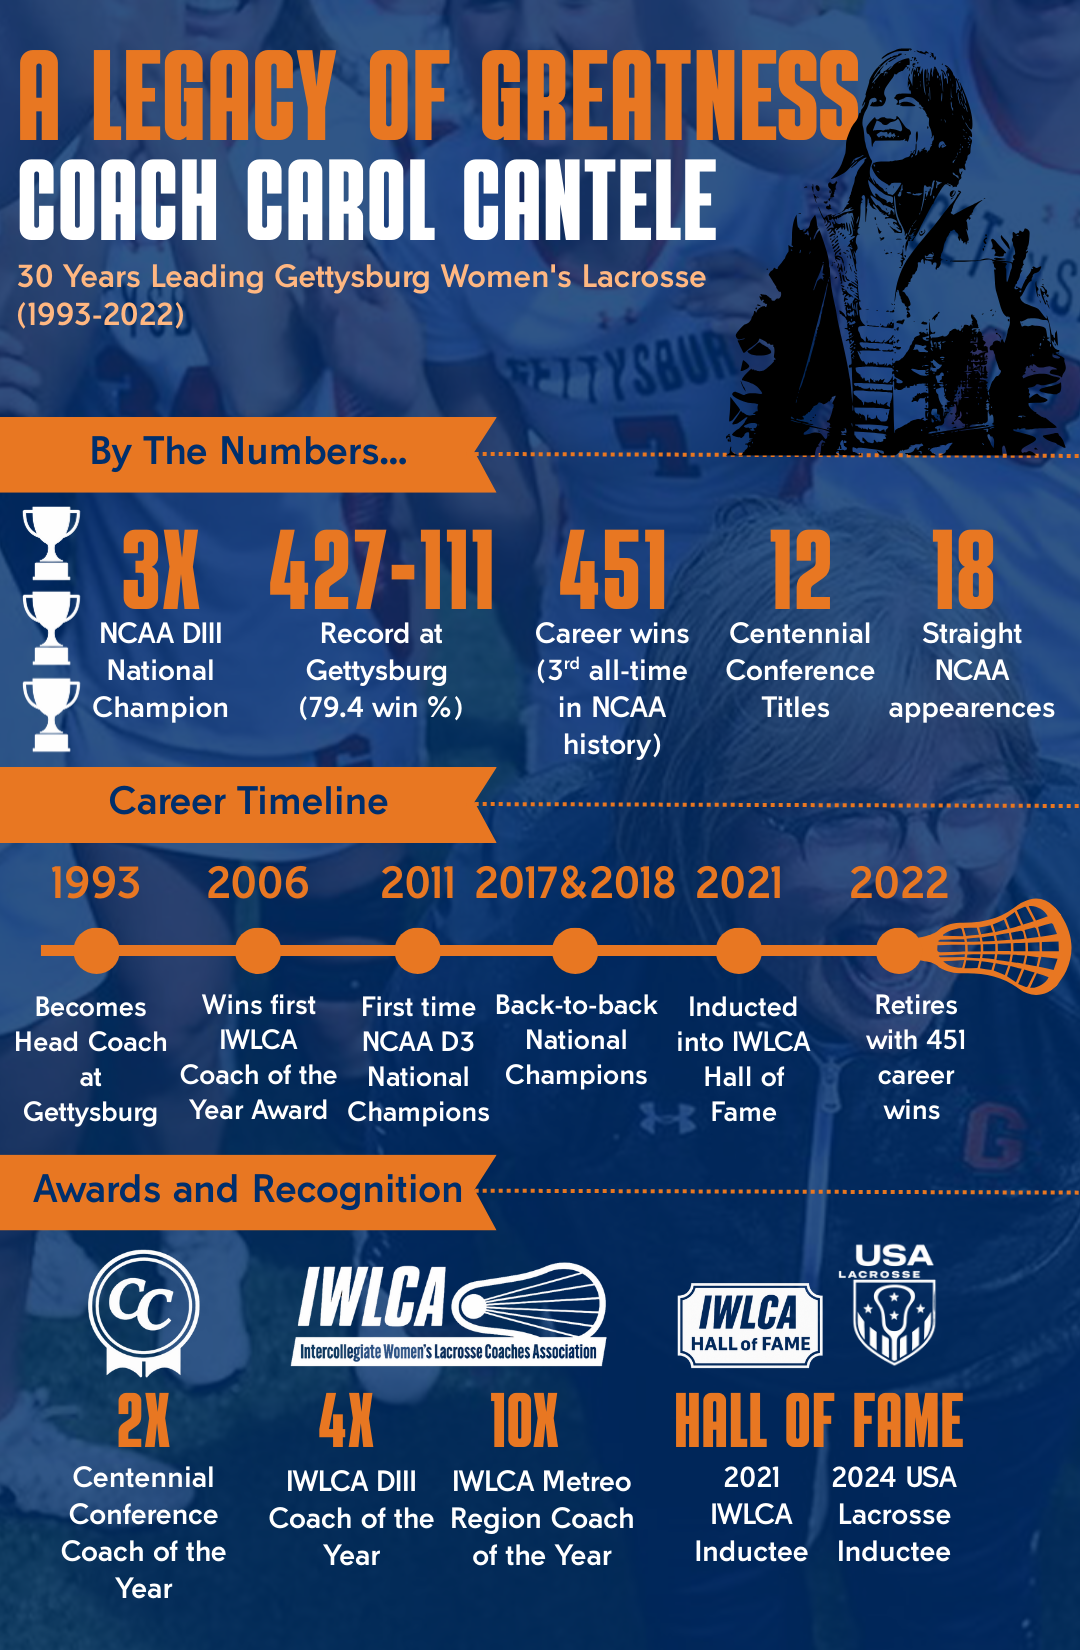 A LEGACY OF GREATNESS
COACH CAROL CANTELE
30 Years Leading Gettysburg Women's Lacrosse
(1993-2022)
By The Numbers...
3X
NCAA DIII
National
Champion
427-111
Record at
Gettysburg
(79.4 win %)
451
Career wins
(3rd all-time
in NCAA
history)
12
Centennial
Conference
Titles
18
Straight
NCAA
appearences
Career Timeline
1993
Becomes
Head Coach
at
Gettysburg
2006
Wins first
IWLCA
Coach of the
Year Award
2011
First time
NCAA D3
National
Champions
2017&2018
Back-to-back
National
Champions
2021
Inducted
into IWLCA
Hall of
Fame
2022
Retires
with 451
career
wins
G
Awards and Recognition
CC
2X
Centennial
Conference
Coach of the
Year
IWLCA
Intercollegiate Women's Lacrosse Coaches Association
4X
IWLCA DIII
Coach of the
Year
10X
IWLCA Metreo
Region Coach
of the Year
IWLCA
HALL of FAME
USA
LACROSSE
HALL OF FAME
2021
IWLCA
Inductee
2024 USA
Lacrosse
Inductee